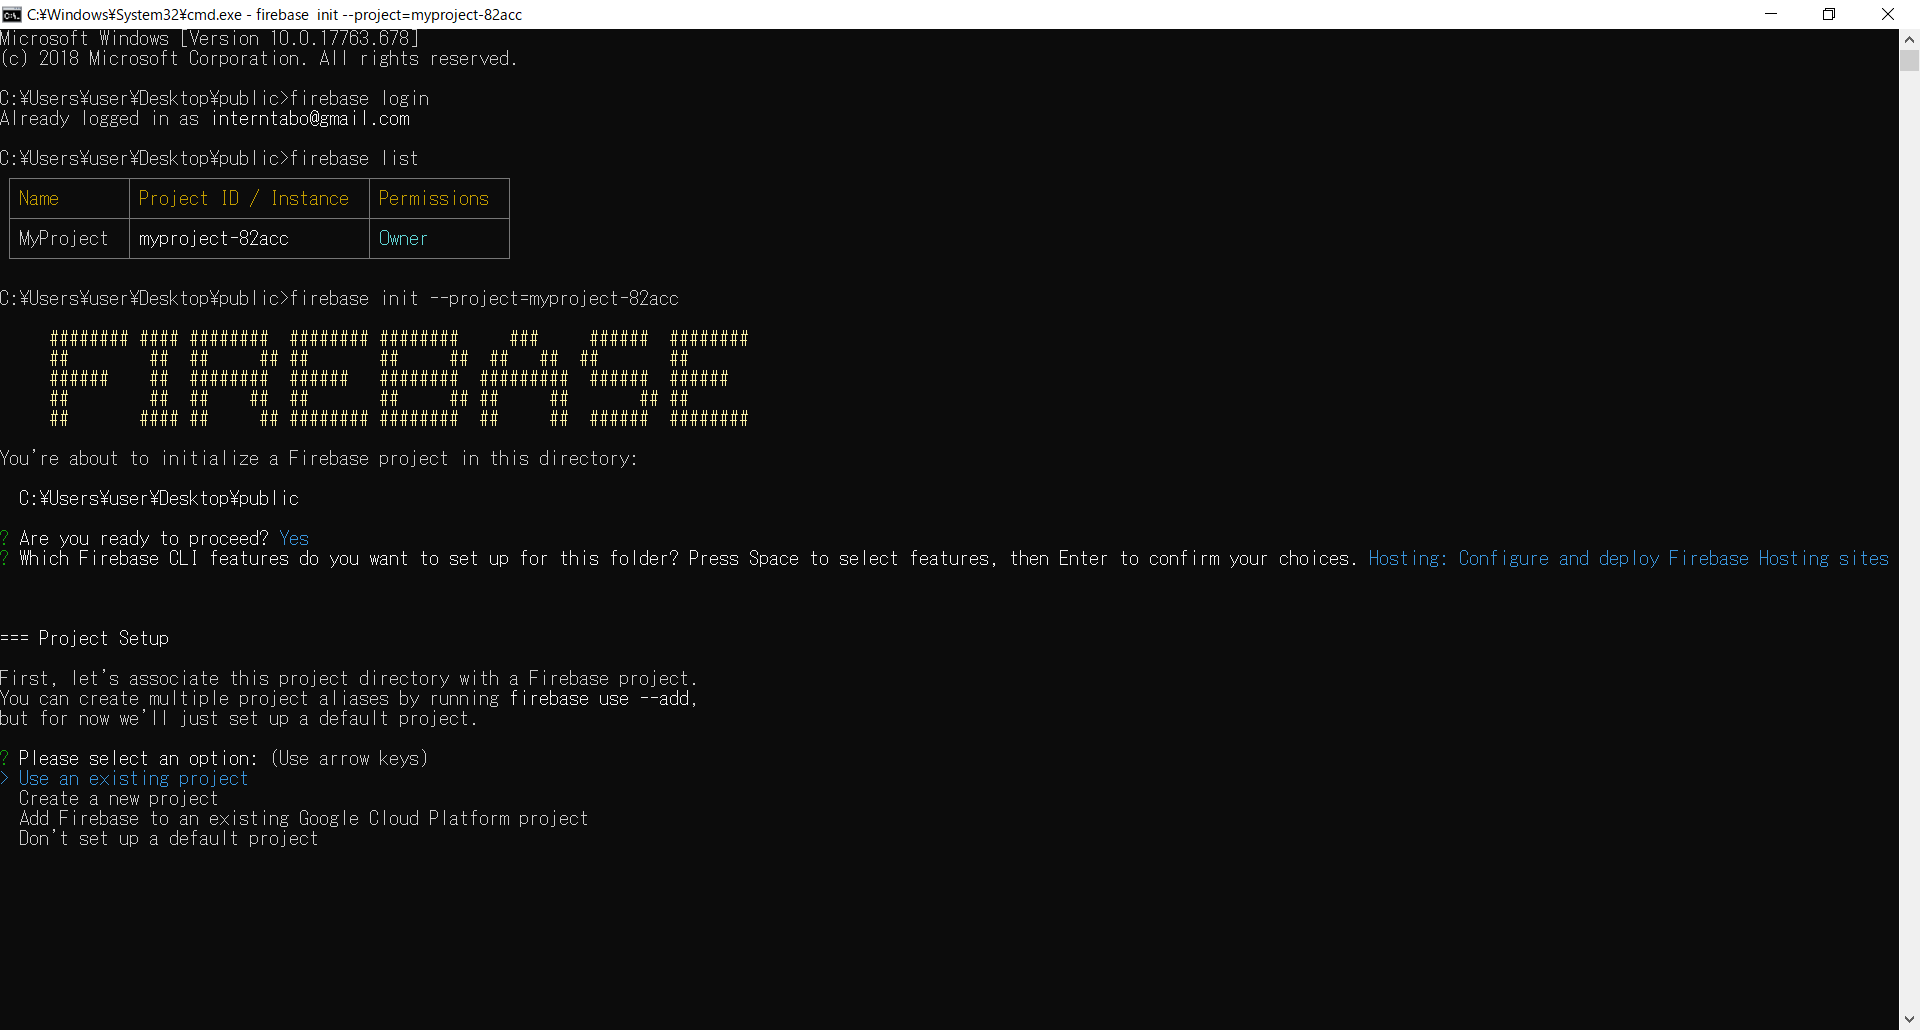 C:¥Windows¥System32¥cmd.exe - firebase  init --project=myproject-82acc
Microsoft Windows [Version 10.0.17763.678]
(c) 2018 Microsoft Corporation. All rights reserved.
C:¥Users¥user¥Desktop¥public>firebase login
Already logged in as interntabo@gmail.com
C:¥Users¥user¥Desktop¥public>firebase list
Name Project ID / Instance Permissions
MyProject myproject-82acc Owner
C:¥Users¥user¥Desktop¥public>firebase init --project=myproject-82acc
FIREBASE
You're about to initialize a Firebase project in this directory:
C:¥Users¥user¥Desktop¥public
? Are you ready to proceed? Yes
? Which Firebase CLI features do you want to set up for this folder? Press Space to select features, then Enter to confirm your choices. Hosting: Configure and deploy Firebase Hosting sites
=== Project Setup
First, let's associate this project directory with a Firebase project.
You can create multiple project aliases by running firebase use --add,
but for now we'll just set up a default project.
? Please select an option: (Use arrow keys)
> Use an existing project
Create a new project
Add Firebase to an existing Google Cloud Platform project
Don't set up a default project